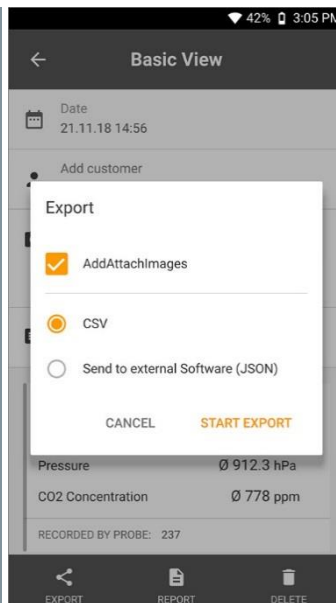 42% 3:05 PM
Basic View
Date
21.11.18 14:56
Add customer
Export
AddAttachImages
CSV
Send to external Software (JSON)
CANCEL START EXPORT
Pressure Ø 912.3 hPa
CO2 Concentration Ø 778 ppm
RECORDED BY PROBE: 237
EXPORT REPORT DELETE